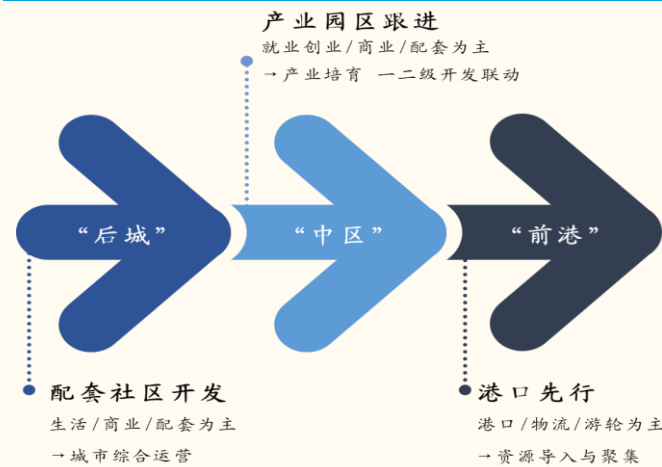 产业园区跟进
就业创业/商业/配套为主
→产业培育 一二级开发联动
“后城”
“中区”
“前港”
配套社区开发
生活/商业/配套为主
→城市综合运营
港口先行
港口/物流/游轮为主
→资源导入与聚集